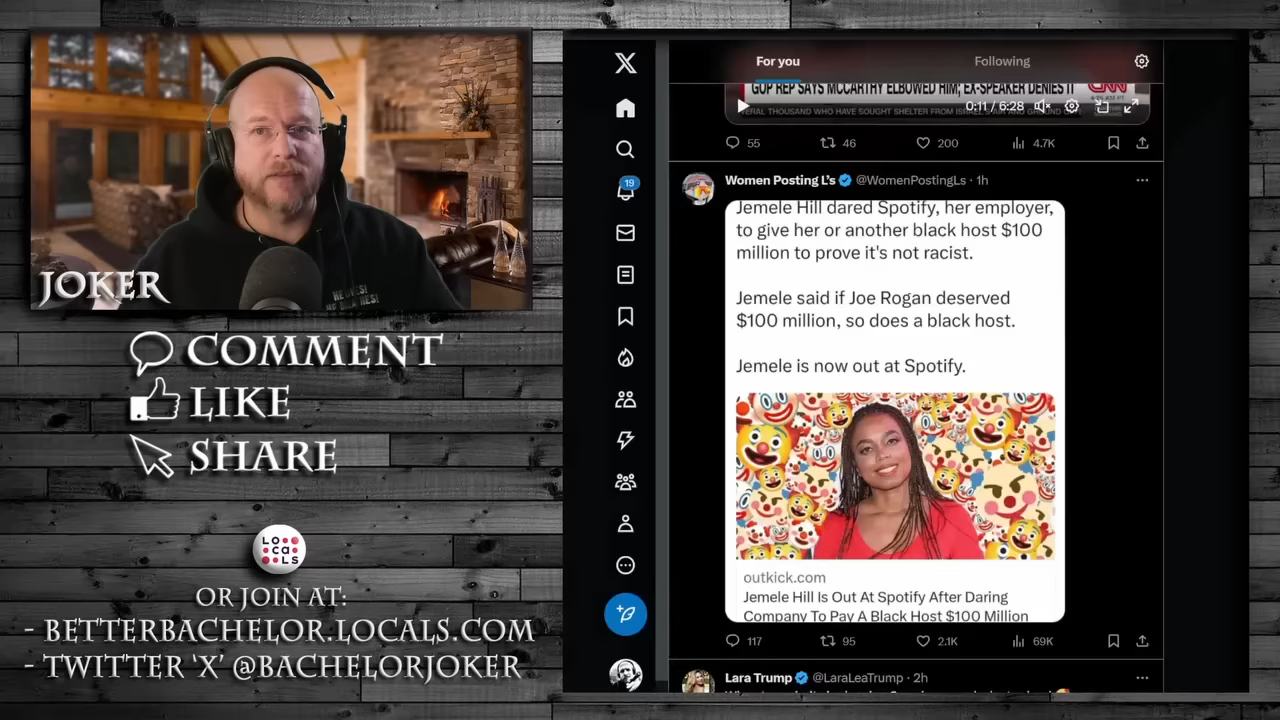 JOKER
COMMENT
LIKE
SHARE
LOcaLS
OR JOIN AT:
- BETTERBACHELOR.LOCALS.COM
- TWITTER 'X' @BACHELORJOKER
19
For you
Following
GOP REP SAYS MCCARTHY ELBOWED HIM; EX-SPEAKER DENIES IT
CNN
0:11 / 6:28
55 46 200 4.7K
Women Posting L's @WomenPostingLs · 1h
Jemele Hill dared Spotify, her employer,
to give her or another black host $100
million to prove it's not racist.
Jemele said if Joe Rogan deserved
$100 million, so does a black host.
Jemele is now out at Spotify.
outkick.com
Jemele Hill Is Out At Spotify After Daring
Company To Pay A Black Host $100 Million
117 95 2.1K 69K
Lara Trump @LaraLeaTrump · 2h